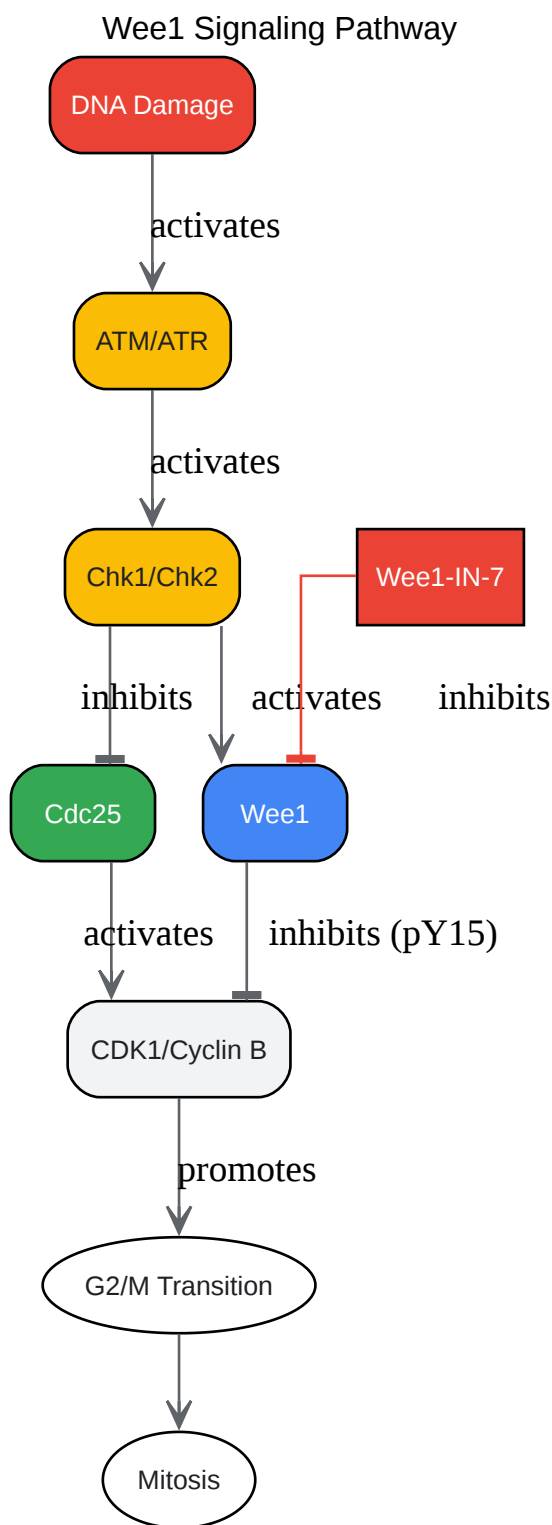 Wee1 Signaling Pathway
DNA Damage
activates
ATM/ATR
activates
Chk1/Chk2
Wee1-IN-7
inhibits
activates
inhibits
Cdc25
Wee1
activates
inhibits (pY15)
CDK1/Cyclin B
promotes
G2/M Transition
Mitosis